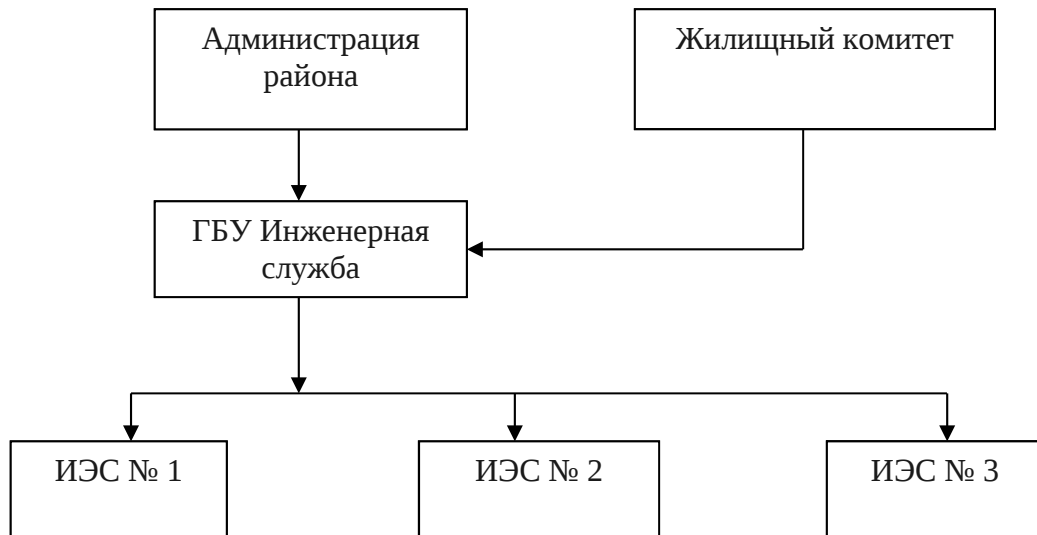 Администрация
района
Жилищный комитет
ГБУ Инженерная
служба
ИЭС № 1
ИЭС № 2
ИЭС № 3